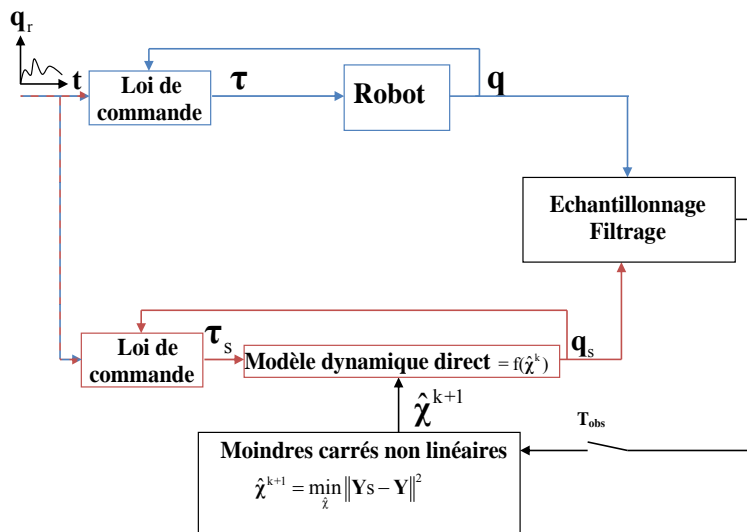 q_r
t
Loi de
commande
τ
Robot
q
Echantillonnage
Filtrage
Loi de
commande
τ_s
Modèle dynamique direct = f(χ̂^k)
q_s
χ̂^{k+1}
T_obs
Moindres carrés non linéaires
χ̂^{k+1} = min_χ̂ ‖Ys − Y‖²